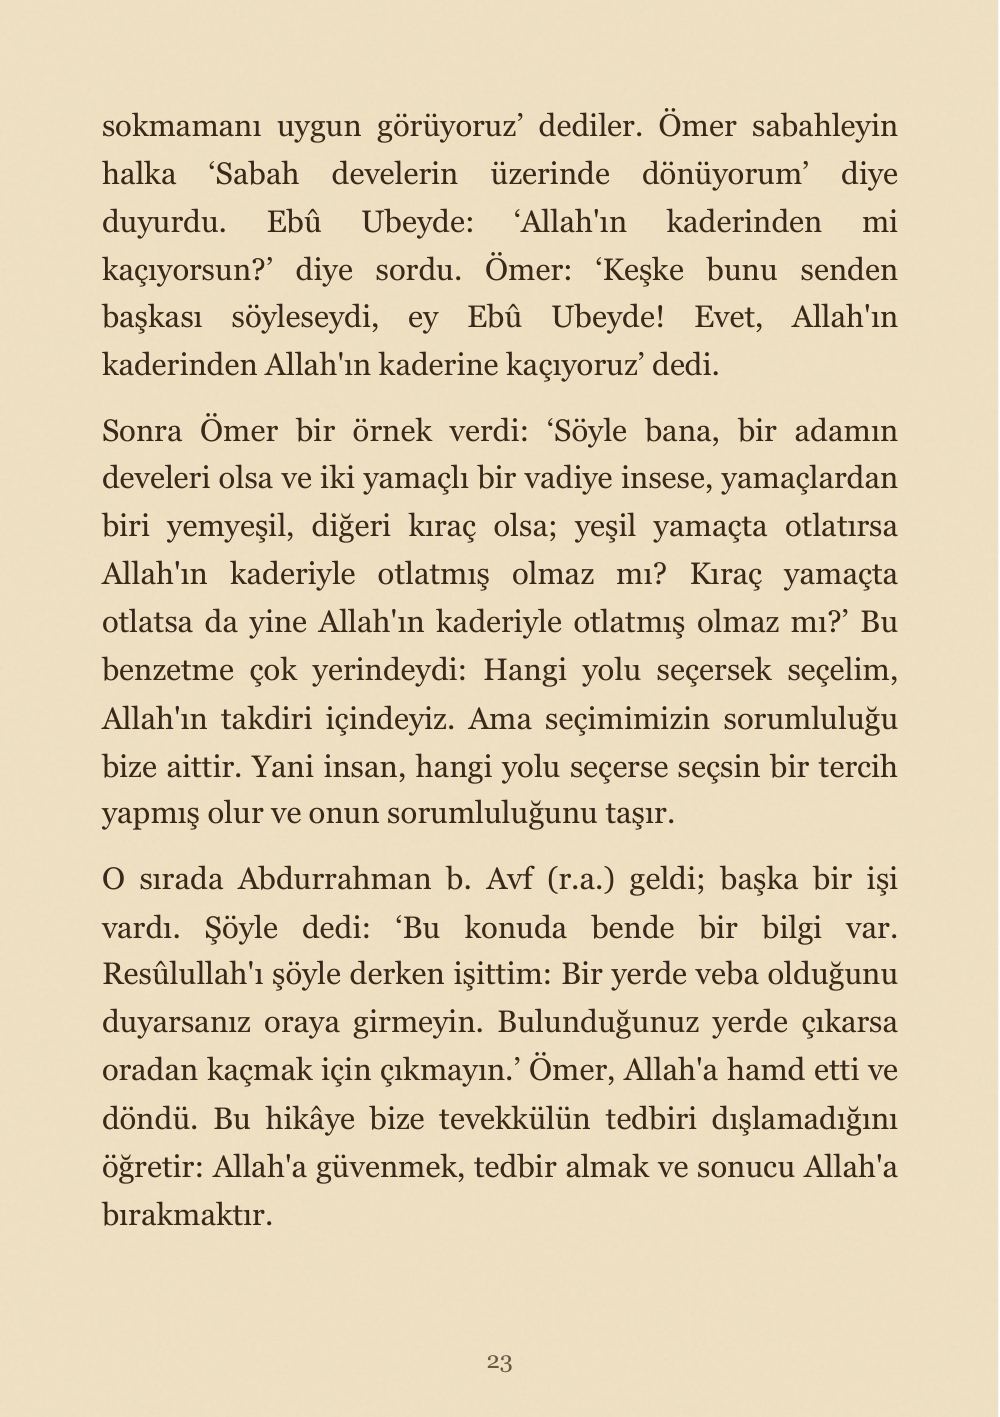 sokmamanı uygun görüyoruz’ dediler. Ömer sabahleyin
halka ‘Sabah develerin üzerinde dönüyorum’ diye
duyurdu. Ebû Ubeyde: ‘Allah'ın kaderinden mi
kaçıyorsun?’ diye sordu. Ömer: ‘Keşke bunu senden
başkası söyleseydi, ey Ebû Ubeyde! Evet, Allah'ın
kaderinden Allah'ın kaderine kaçıyoruz’ dedi.
Sonra Ömer bir örnek verdi: ‘Söyle bana, bir adamın
develeri olsa ve iki yamaçlı bir vadiye insese, yamaçlardan
biri yemyeşil, diğeri kıraç olsa; yeşil yamaçta otlatırsa
Allah'ın kaderiyle otlatmış olmaz mı? Kıraç yamaçta
otlatsa da yine Allah'ın kaderiyle otlatmış olmaz mı?’ Bu
benzetme çok yerindeydi: Hangi yolu seçersek seçelim,
Allah'ın takdiri içindeyiz. Ama seçimimizin sorumluluğu
bize aittir. Yani insan, hangi yolu seçerse seçsin bir tercih
yapmış olur ve onun sorumluluğunu taşır.
O sırada Abdurrahman b. Avf (r.a.) geldi; başka bir işi
vardı. Şöyle dedi: ‘Bu konuda bende bir bilgi var.
Resûlullah'ı şöyle derken işittim: Bir yerde veba olduğunu
duyarsanız oraya girmeyin. Bulunduğunuz yerde çıkarsa
oradan kaçmak için çıkmayın.’ Ömer, Allah'a hamd etti ve
döndü. Bu hikâye bize tevekkülün tedbiri dışlamadığını
öğretir: Allah'a güvenmek, tedbir almak ve sonucu Allah'a
bırakmaktır.
23